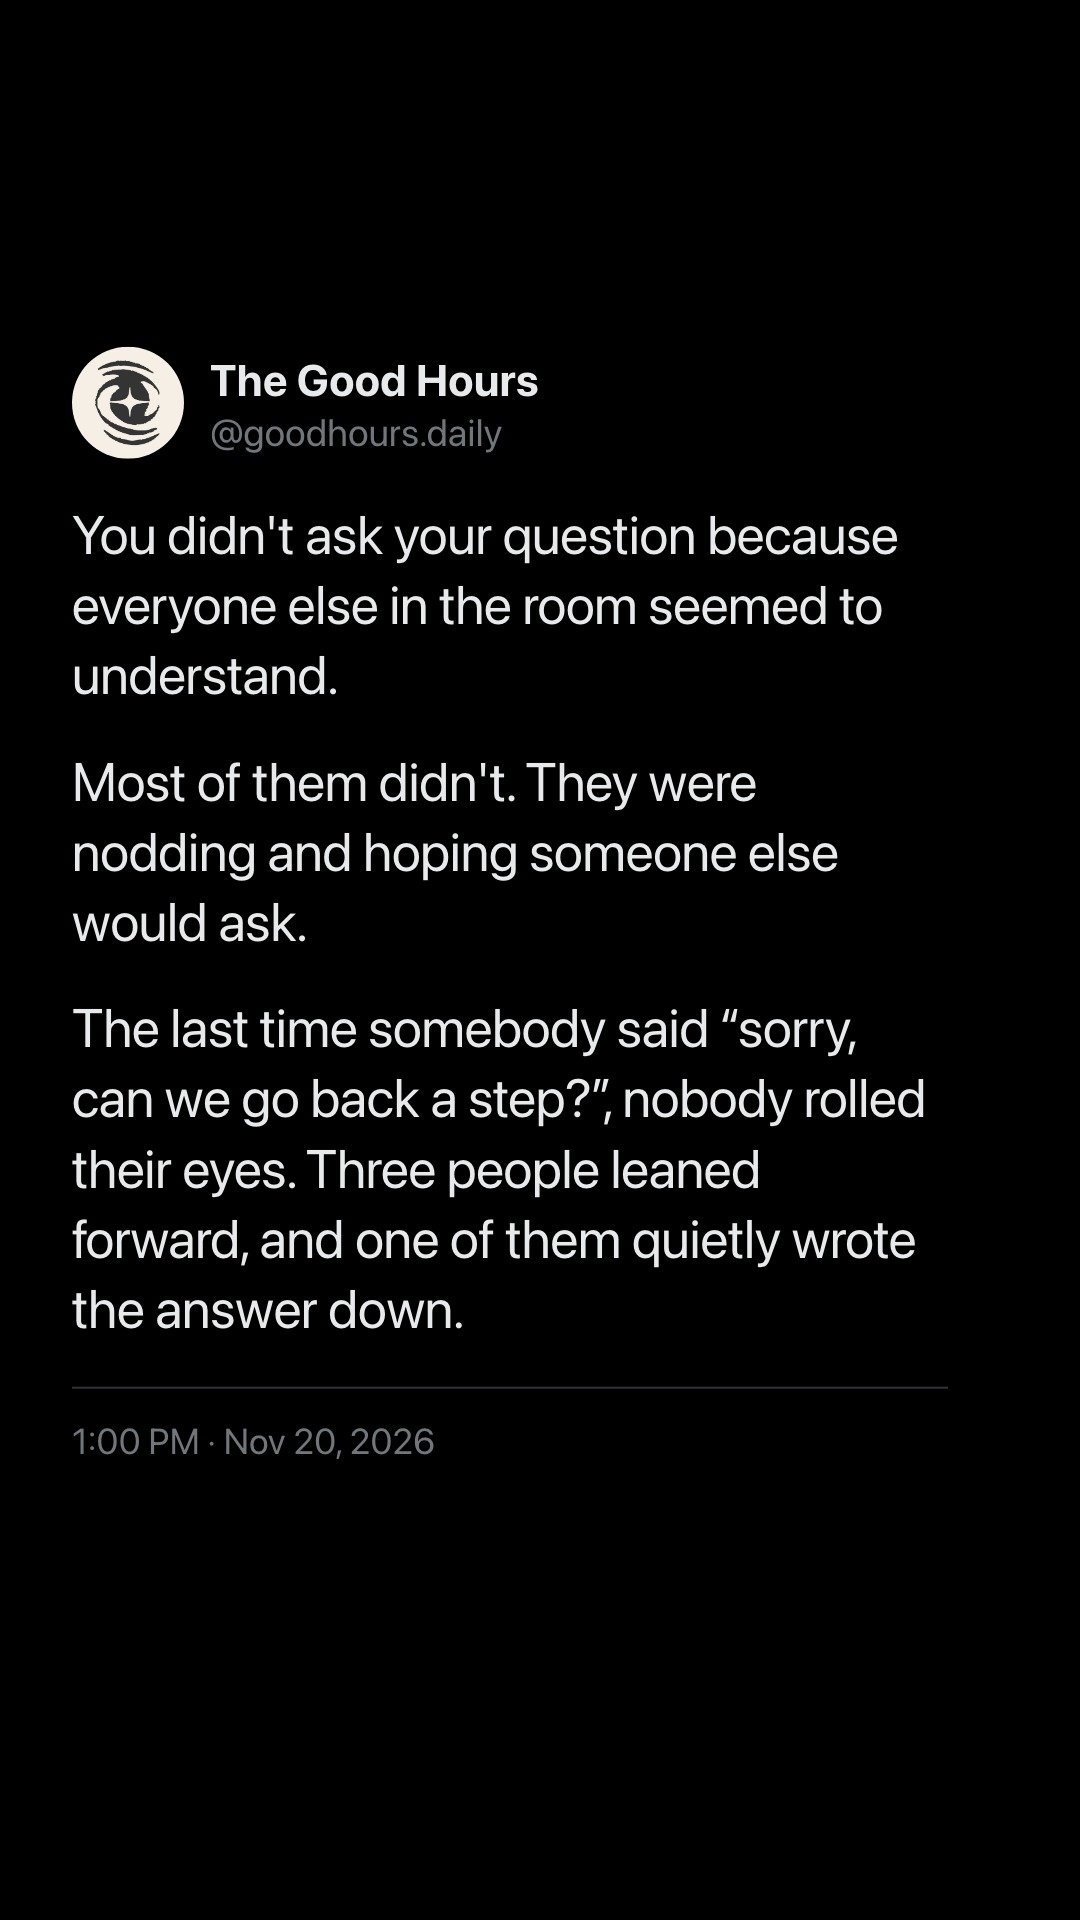 The Good Hours
@goodhours.daily
You didn't ask your question because
everyone else in the room seemed to
understand.
Most of them didn't. They were
nodding and hoping someone else
would ask.
The last time somebody said “sorry,
can we go back a step?”, nobody rolled
their eyes. Three people leaned
forward, and one of them quietly wrote
the answer down.
1:00 PM · Nov 20, 2026